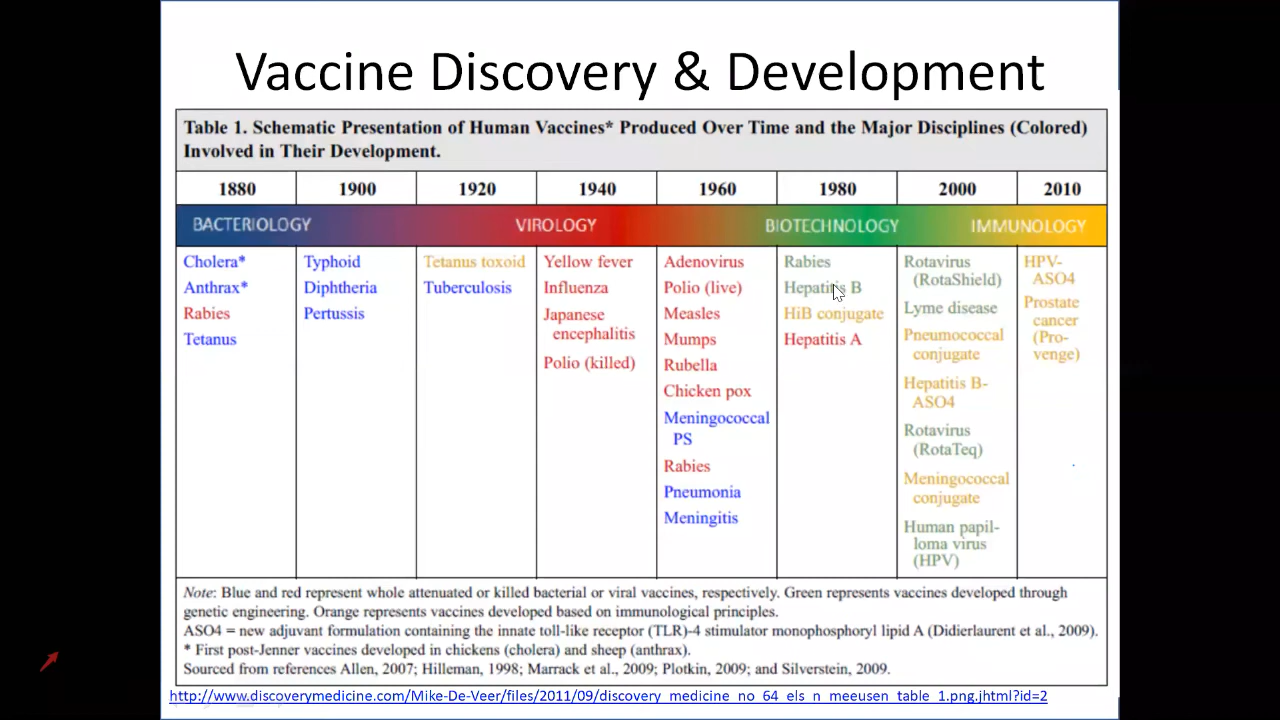 Vaccine Discovery & Development
Table 1. Schematic Presentation of Human Vaccines* Produced Over Time and the Major Disciplines (Colored)
Involved in Their Development.
1880 1900 1920 1940 1960 1980 2000 2010
BACTERIOLOGY VIROLOGY BIOTECHNOLOGY IMMUNOLOGY
Cholera*
Anthrax*
Rabies
Tetanus
Typhoid
Diphtheria
Pertussis
Tetanus toxoid
Tuberculosis
Yellow fever
Influenza
Japanese
encephalitis
Polio (killed)
Adenovirus
Polio (live)
Measles
Mumps
Rubella
Chicken pox
Meningococcal
PS
Rabies
Pneumonia
Meningitis
Rabies
Hepatitis B
HiB conjugate
Hepatitis A
Rotavirus
(RotaShield)
Lyme disease
Pneumococcal
conjugate
Hepatitis B-
ASO4
Rotavirus
(RotaTeq)
Meningococcal
conjugate
Human papil-
loma virus
(HPV)
HPV-
ASO4
Prostate
cancer
(Pro-
venge)
Note: Blue and red represent whole attenuated or killed bacterial or viral vaccines, respectively. Green represents vaccines developed through
genetic engineering. Orange represents vaccines developed based on immunological principles.
ASO4 = new adjuvant formulation containing the innate toll-like receptor (TLR)-4 stimulator monophosphoryl lipid A (Didierlaurent et al., 2009).
* First post-Jenner vaccines developed in chickens (cholera) and sheep (anthrax).
Sourced from references Allen, 2007; Hilleman, 1998; Marrack et al., 2009; Plotkin, 2009; and Silverstein, 2009.
http://www.discoverymedicine.com/Mike-De-Veer/files/2011/09/discovery_medicine_no_64_els_n_meeusen_table_1.png.jhtml?id=2